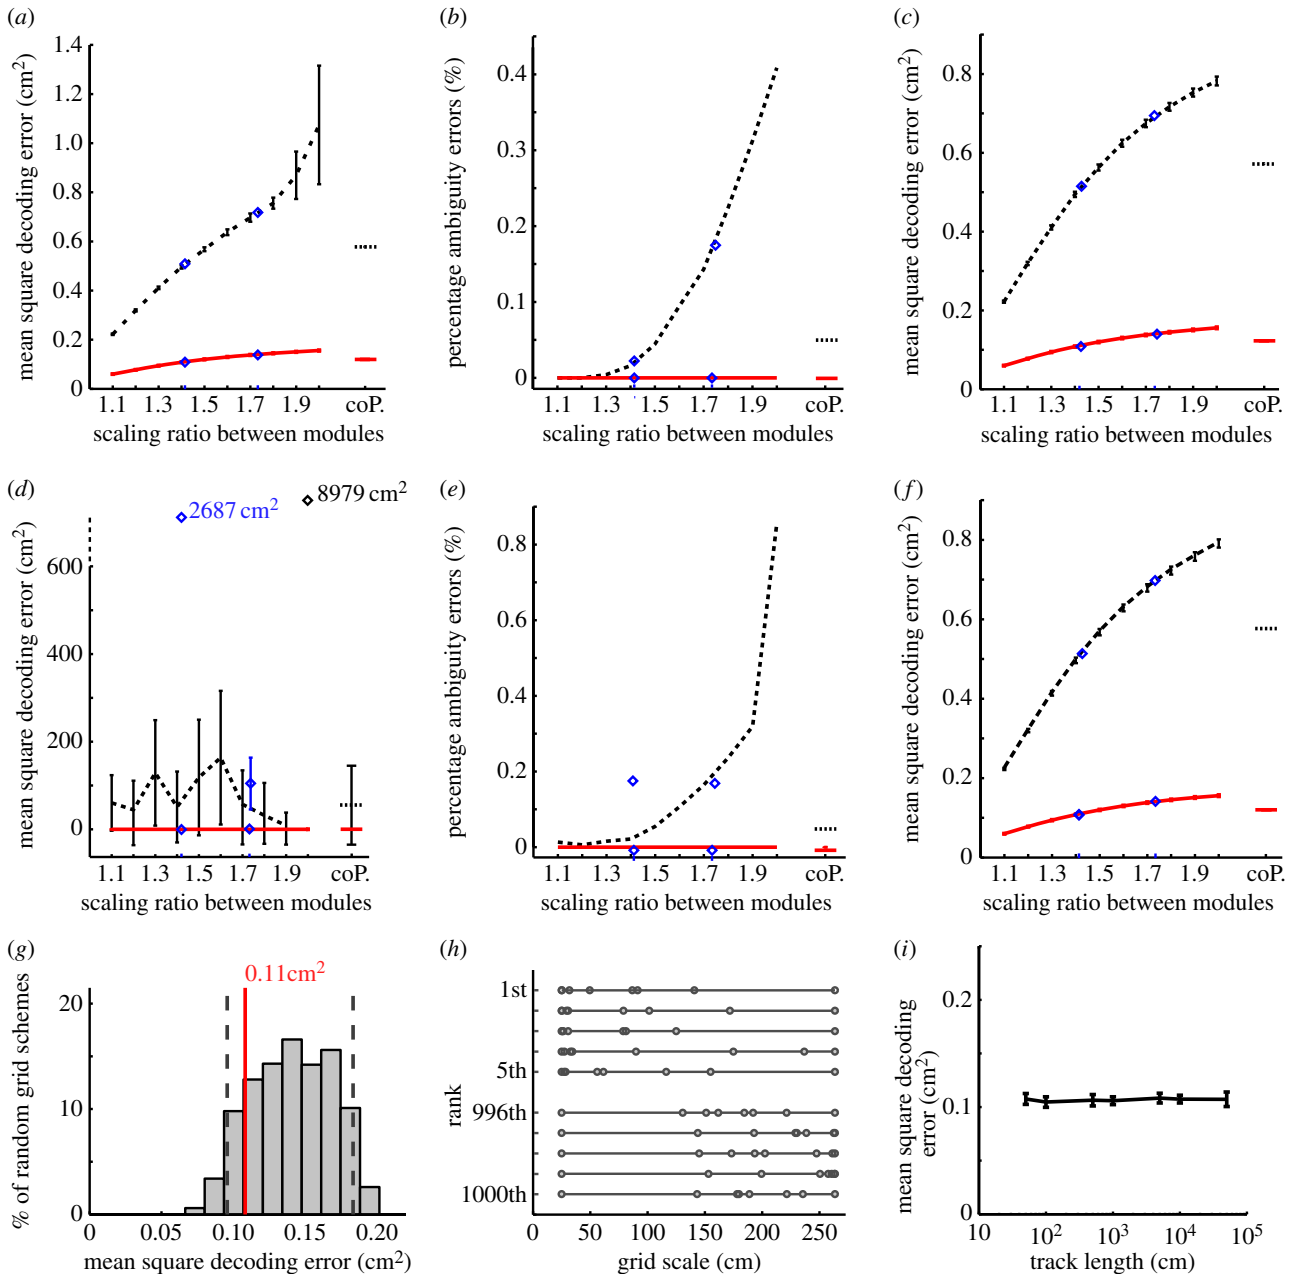 (a)
mean square decoding error (cm2)
1.4
1.2
1.0
0.8
0.6
0.4
0.2
0
1.1 1.3 1.5 1.7 1.9 coP.
scaling ratio between modules
(b)
percentage ambiguity errors (%)
0.4
0.3
0.2
0.1
0
1.1 1.3 1.5 1.7 1.9 coP.
scaling ratio between modules
(c)
mean square decoding error (cm2)
0.8
0.6
0.4
0.2
0
1.1 1.3 1.5 1.7 1.9 coP.
scaling ratio between modules
(d)
mean square decoding error (cm2)
2687 cm2
8979 cm2
600
400
200
0
1.1 1.3 1.5 1.7 1.9 coP.
scaling ratio between modules
(e)
percentage ambiguity errors (%)
0.8
0.6
0.4
0.2
0
1.1 1.3 1.5 1.7 1.9 coP.
scaling ratio between modules
(f)
mean square decoding error (cm2)
0.8
0.6
0.4
0.2
0
1.1 1.3 1.5 1.7 1.9 coP.
scaling ratio between modules
(g)
% of random grid schemes
0.11cm2
20
10
0
0 0.10 0.20
mean square decoding error (cm2)
(h)
rank
1st
5th
996th
1000th
0 50 100 150 200 250
grid scale (cm)
(i)
mean square decoding
error (cm2)
0.2
0.1
0
10 102 103 104 105
track length (cm)